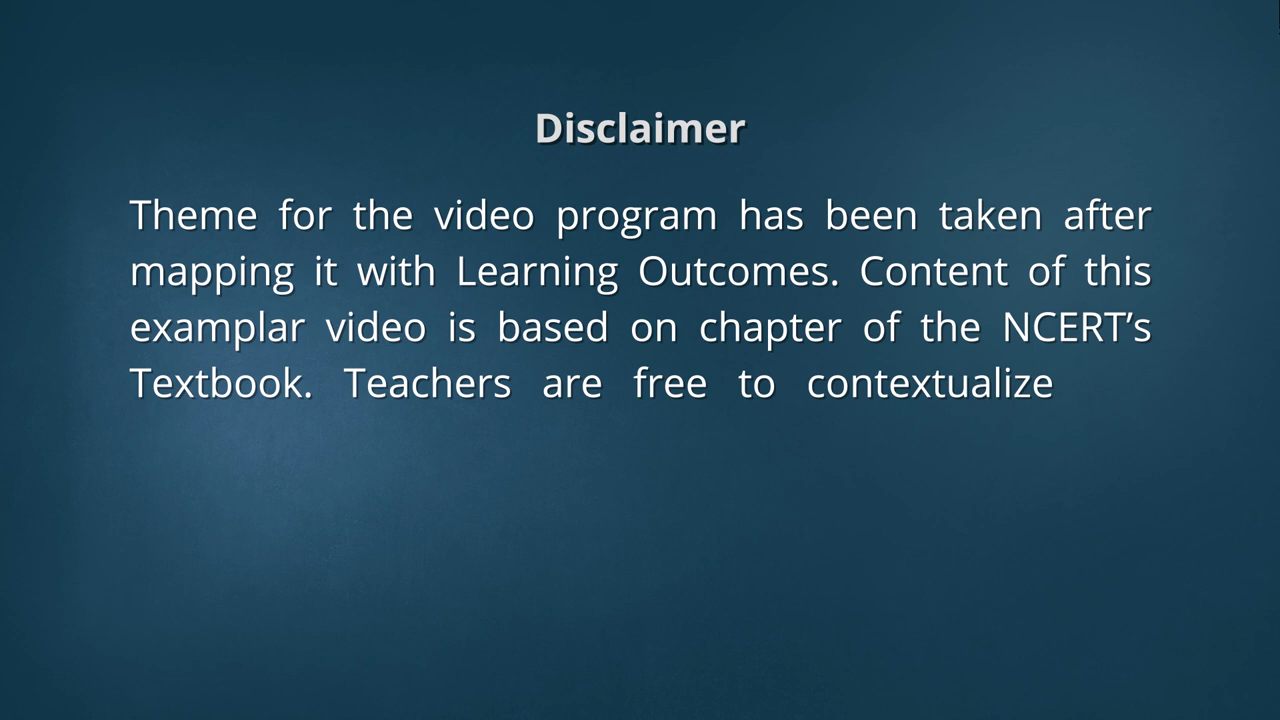 Disclaimer
Theme for the video program has been taken after
mapping it with Learning Outcomes. Content of this
examplar video is based on chapter of the NCERT’s
Textbook. Teachers are free to contextualize